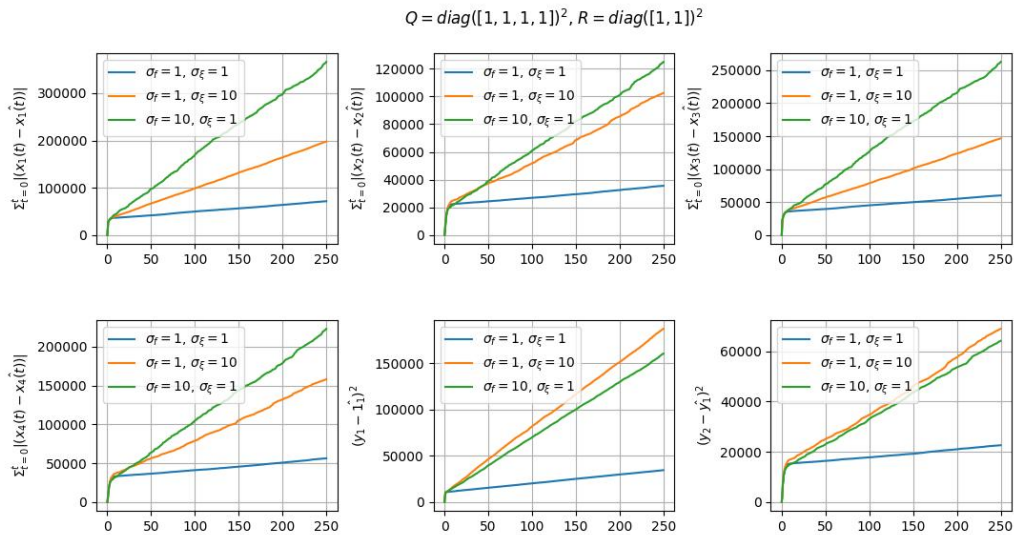 Q = diag([1, 1, 1, 1])², R = diag([1, 1])²
Σᵗₜ₌₀|(x₁(t) − x₁(t̂))|
300000
200000
100000
0
σf = 1, σξ = 1
σf = 1, σξ = 10
σf = 10, σξ = 1
0 50 100 150 200 250
Σᵗₜ₌₀|(x₂(t) − x₂(t̂))|
120000
100000
80000
60000
40000
20000
0
σf = 1, σξ = 1
σf = 1, σξ = 10
σf = 10, σξ = 1
0 50 100 150 200 250
Σᵗₜ₌₀|(x₃(t) − x₃(t̂))|
250000
200000
150000
100000
50000
0
σf = 1, σξ = 1
σf = 1, σξ = 10
σf = 10, σξ = 1
0 50 100 150 200 250
Σᵗₜ₌₀|(x₄(t) − x₄(t̂))|
200000
150000
100000
50000
0
σf = 1, σξ = 1
σf = 1, σξ = 10
σf = 10, σξ = 1
0 50 100 150 200 250
(y₁ − 1̂₁)²
150000
100000
50000
0
σf = 1, σξ = 1
σf = 1, σξ = 10
σf = 10, σξ = 1
0 50 100 150 200 250
(y₂ − ŷ₁)²
60000
40000
20000
0
σf = 1, σξ = 1
σf = 1, σξ = 10
σf = 10, σξ = 1
0 50 100 150 200 250